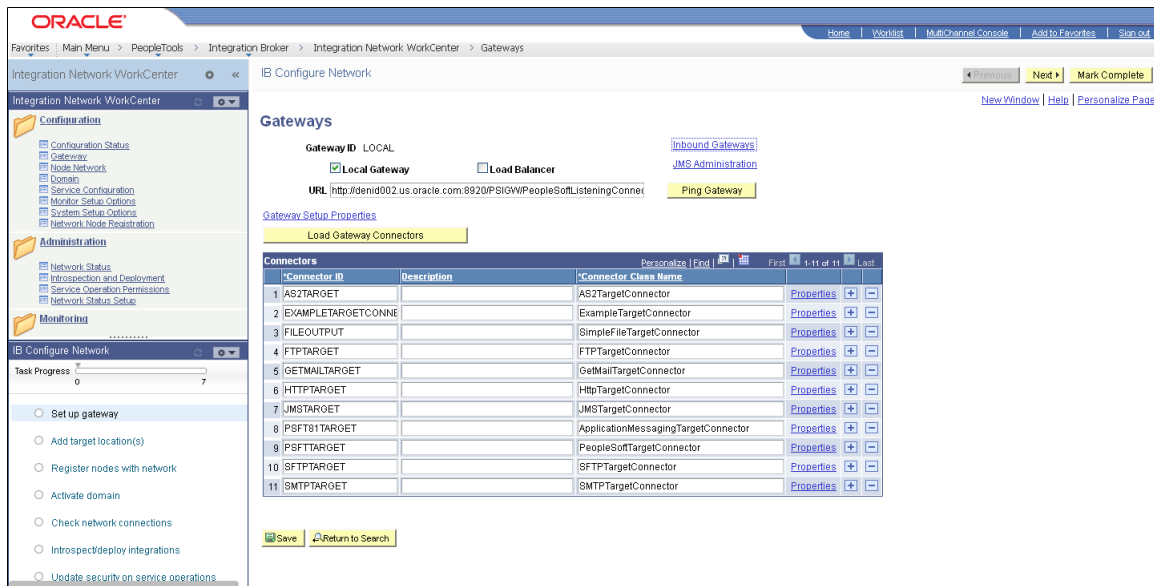 ORACLE'
Home | Worklist | MultiChannel Console | Add to Favorites | Sign out
Favorites Main Menu > PeopleTools > Integration Broker > Integration Network WorkCenter > Gateways
Integration Network WorkCenter «
IB Configure Network
Previous Next Mark Complete
New Window | Help | Personalize Page
Integration Network WorkCenter
Configuration
Configuration Status
Gateway
Node Network
Domain
Service Configuration
Monitor Setup Options
System Setup Options
Network Node Registration
Administration
Network Status
Introspection and Deployment
Service Operation Permissions
Network Status Setup
Monitoring
IB Configure Network
Task Progress
0 7
Set up gateway
Add target location(s)
Register nodes with network
Activate domain
Check network connections
Introspect/deploy integrations
Update security on service operations
Gateways
Gateway ID LOCAL
Inbound Gateways
Local Gateway Load Balancer
JMS Administration
URL http://denid002.us.oracle.com:8920/PSIGW/PeopleSoftListeningConnec
Ping Gateway
Gateway Setup Properties
Load Gateway Connectors
Connectors Personalize | Find | First 1-11 of 11 Last
*Connector ID Description *Connector Class Name
1 AS2TARGET AS2TargetConnector Properties + −
2 EXAMPLETARGETCONNE ExampleTargetConnector Properties + −
3 FILEOUTPUT SimpleFileTargetConnector Properties + −
4 FTPTARGET FTPTargetConnector Properties + −
5 GETMAILTARGET GetMailTargetConnector Properties + −
6 HTTPTARGET HttpTargetConnector Properties + −
7 JMSTARGET JMSTargetConnector Properties + −
8 PSFT81TARGET ApplicationMessagingTargetConnector Properties + −
9 PSFTTARGET PeopleSoftTargetConnector Properties + −
10 SFTPTARGET SFTPTargetConnector Properties + −
11 SMTPTARGET SMTPTargetConnector Properties + −
Save Return to Search